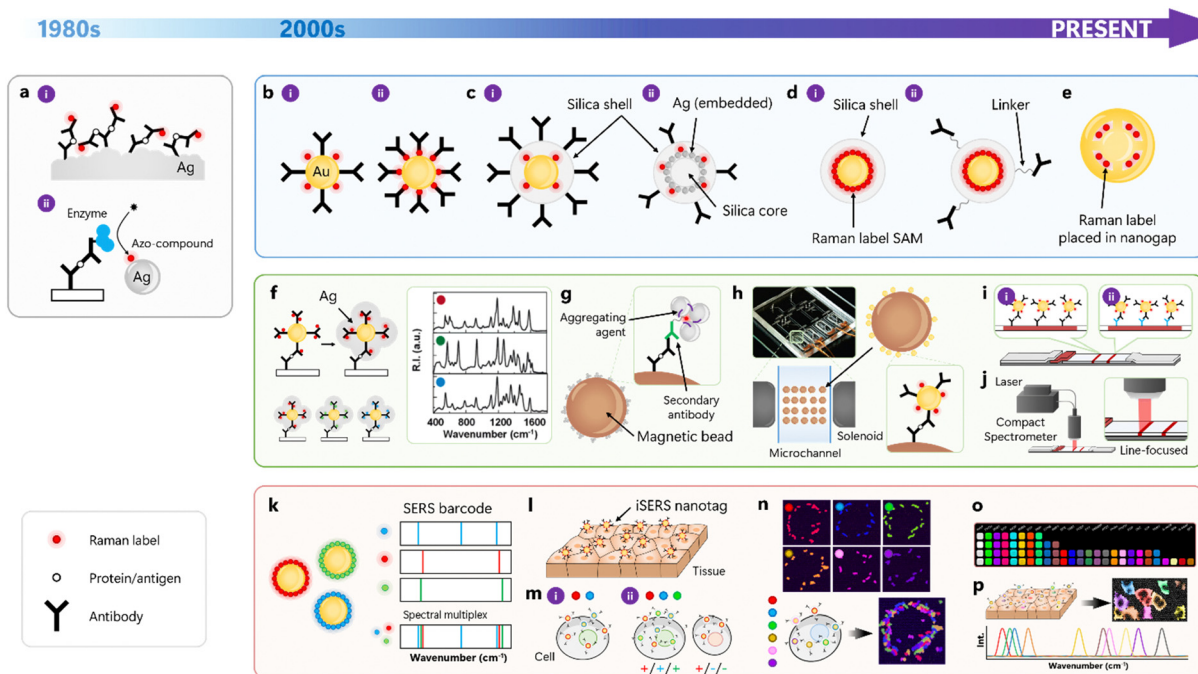 1980s
2000s
PRESENT
a
i
Ag
ii
Enzyme
Azo-compound
Ag
b
i
Au
ii
c
i
Silica shell
ii
Ag (embedded)
Silica core
d
i
Silica shell
Raman label SAM
ii
Linker
e
Raman label
placed in nanogap
f
Ag
R.I. (a.u.)
400
800
1200
1600
Wavenumber (cm⁻¹)
g
Aggregating
agent
Secondary
antibody
Magnetic bead
h
Solenoid
Microchannel
i
i
ii
j
Laser
Compact
Spectrometer
Line-focused
Raman label
Protein/antigen
Antibody
k
SERS barcode
Spectral multiplex
Wavenumber (cm⁻¹)
l
iSERS nanotag
Tissue
m
i
ii
Cell
+/+/+
+/-/-
n
o
p
Int.
Wavenumber (cm⁻¹)